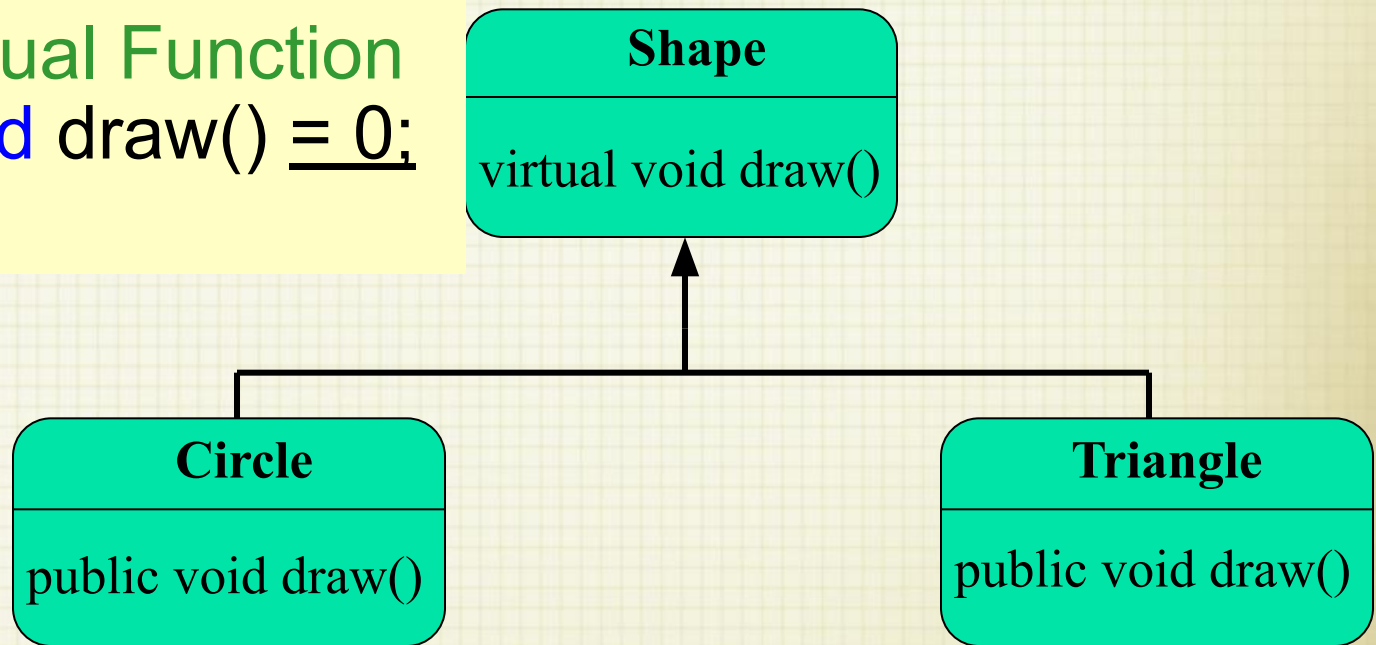 ual Function
d draw() = 0;
Shape
virtual void draw()
Circle
public void draw()
Triangle
public void draw()